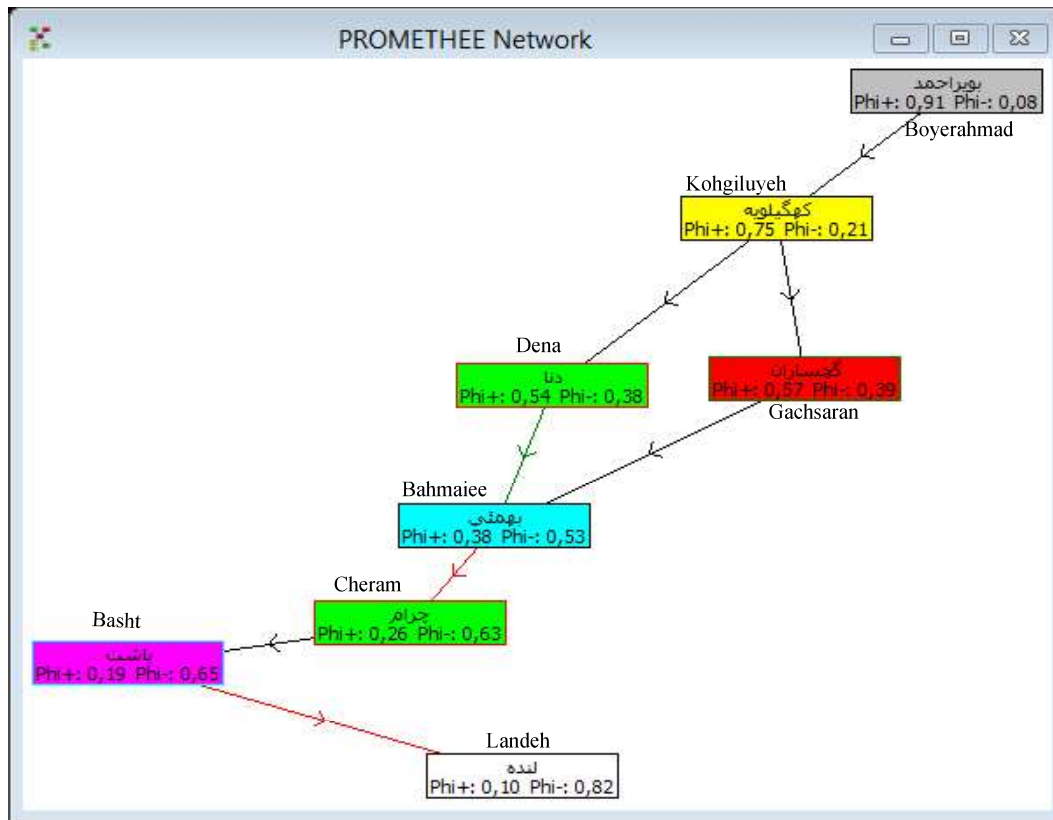 PROMETHEE Network
بویراحمد
Phi+: 0,91 Phi-: 0,08
Boyerahmad
Kohgiluyeh
کهگیلویه
Phi+: 0,75 Phi-: 0,21
Dena
دنا
Phi+: 0,54 Phi-: 0,38
گچساران
Phi+: 0,57 Phi-: 0,39
Gachsaran
Bahmaiee
بهمئي
Phi+: 0,38 Phi-: 0,53
Cheram
چرام
Phi+: 0,26 Phi-: 0,63
Basht
باشت
Phi+: 0,19 Phi-: 0,65
Landeh
لنده
Phi+: 0,10 Phi-: 0,82